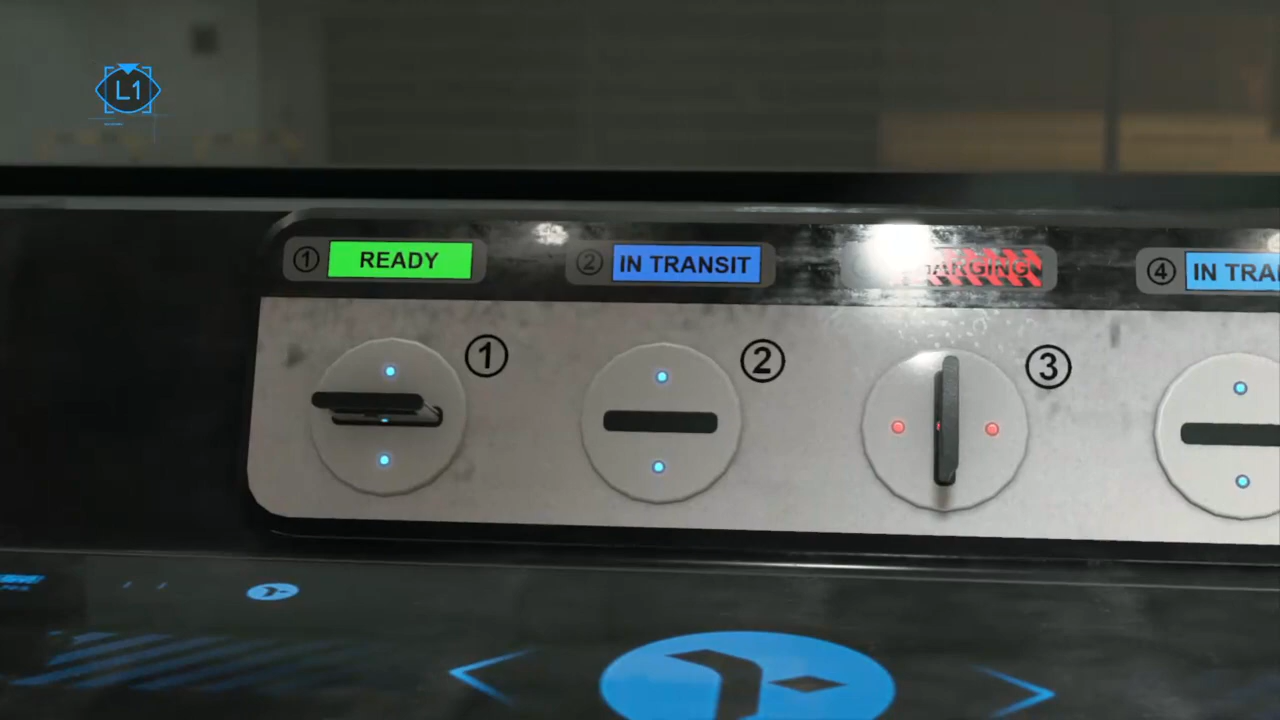 L1
① READY
② IN TRANSIT
④
①
②
③